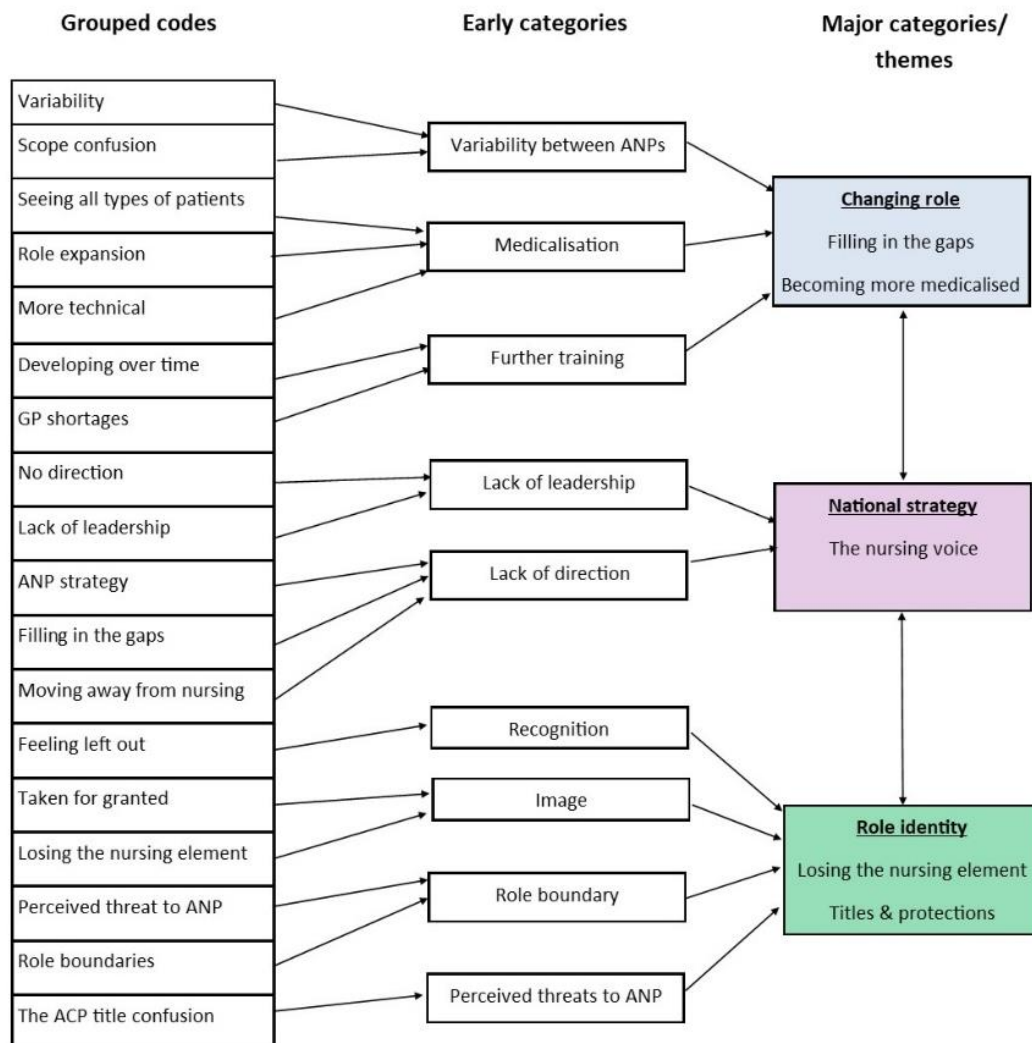 Grouped codes
Early categories
Major categories/
themes
Variability
Scope confusion
Seeing all types of patients
Role expansion
More technical
Developing over time
GP shortages
No direction
Lack of leadership
ANP strategy
Filling in the gaps
Moving away from nursing
Feeling left out
Taken for granted
Losing the nursing element
Perceived threat to ANP
Role boundaries
The ACP title confusion
Variability between ANPs
Medicalisation
Further training
Lack of leadership
Lack of direction
Recognition
Image
Role boundary
Perceived threats to ANP
Changing role
Filling in the gaps
Becoming more medicalised
National strategy
The nursing voice
Role identity
Losing the nursing element
Titles & protections